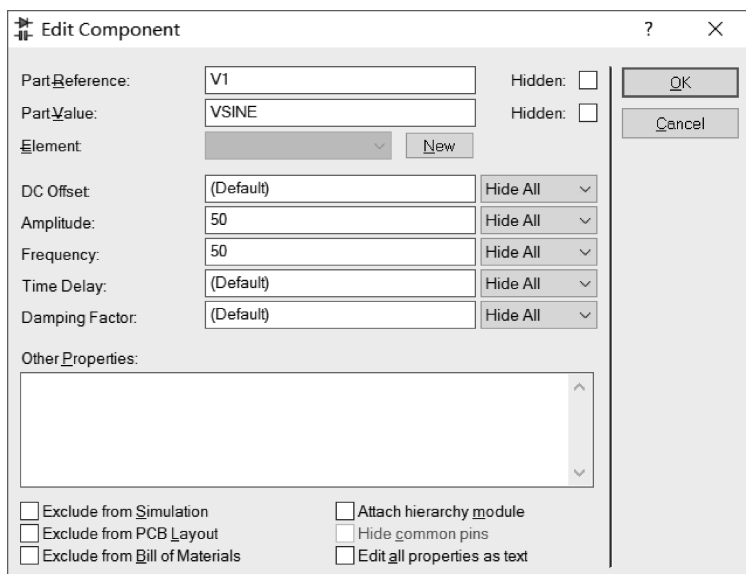 Edit Component ? ×
Part Reference: V1 Hidden: OK
Part Value: VSINE Hidden: Cancel
Element: New
DC Offset: (Default) Hide All
Amplitude: 50 Hide All
Frequency: 50 Hide All
Time Delay: (Default) Hide All
Damping Factor: (Default) Hide All
Other Properties:
Exclude from Simulation Attach hierarchy module
Exclude from PCB Layout Hide common pins
Exclude from Bill of Materials Edit all properties as text